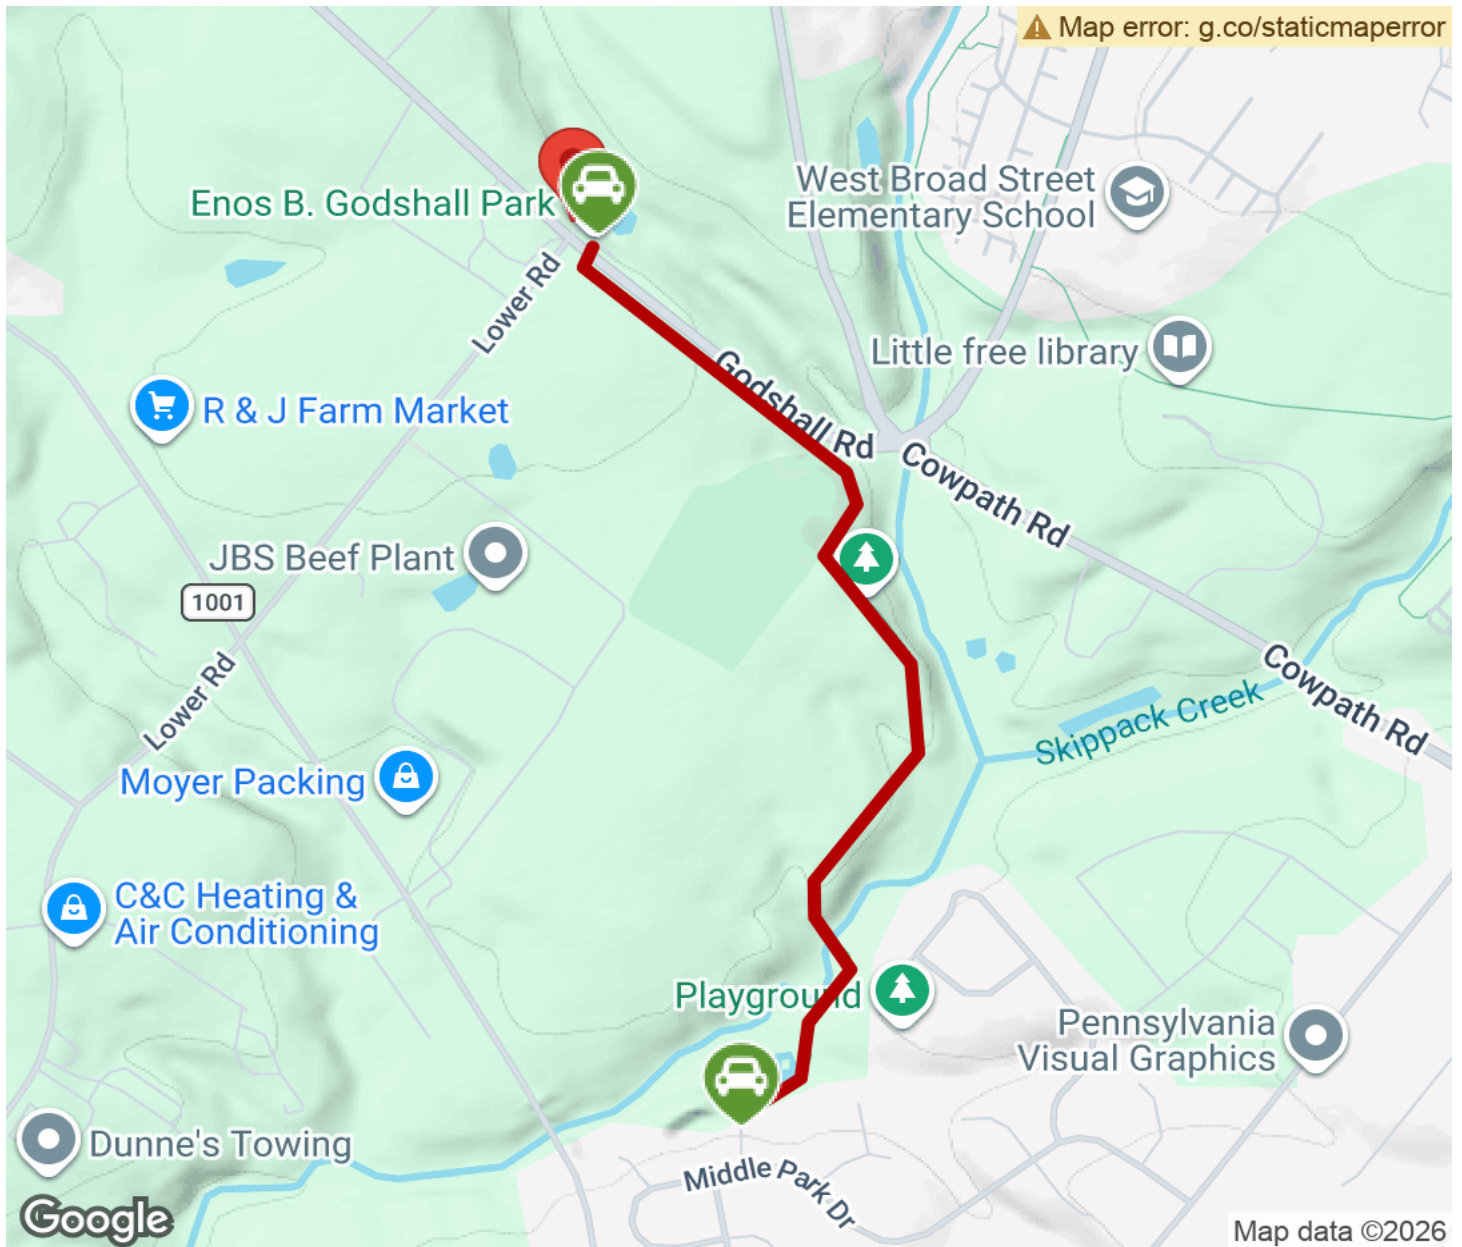 Map error: g.co/staticmaperror
West Broad Street
Elementary School
Enos B. Godshall Park
Lower Rd
Little free library
Godshall Rd
R & J Farm Market
Cowpath Rd
JBS Beef Plant
1001
Lower Rd
Cowpath Rd
Skippack Creek
Moyer Packing
C&C Heating &
Air Conditioning
Playground
Pennsylvania
Visual Graphics
Dunne's Towing
Middle Park Dr
Google
Map data ©2026